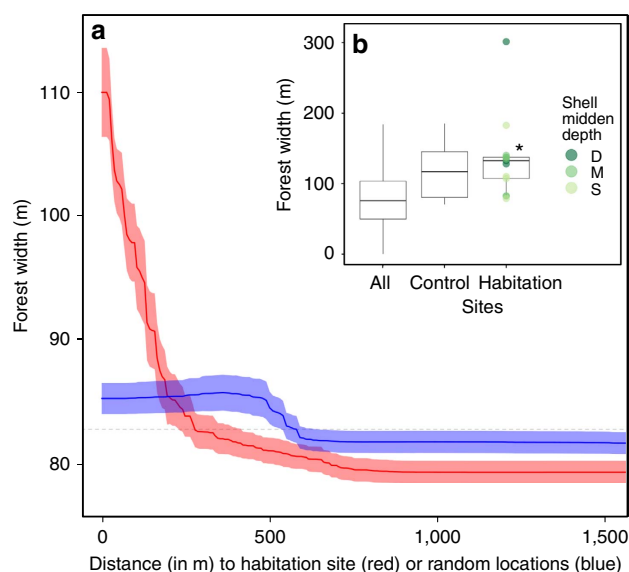 a
Forest width (m)
110
100
90
80
0
500
1,000
1,500
Distance (in m) to habitation site (red) or random locations (blue)
b
Forest width (m)
300
200
100
0
All
Control
Habitation
Sites
*
Shell
midden
depth
D
M
S